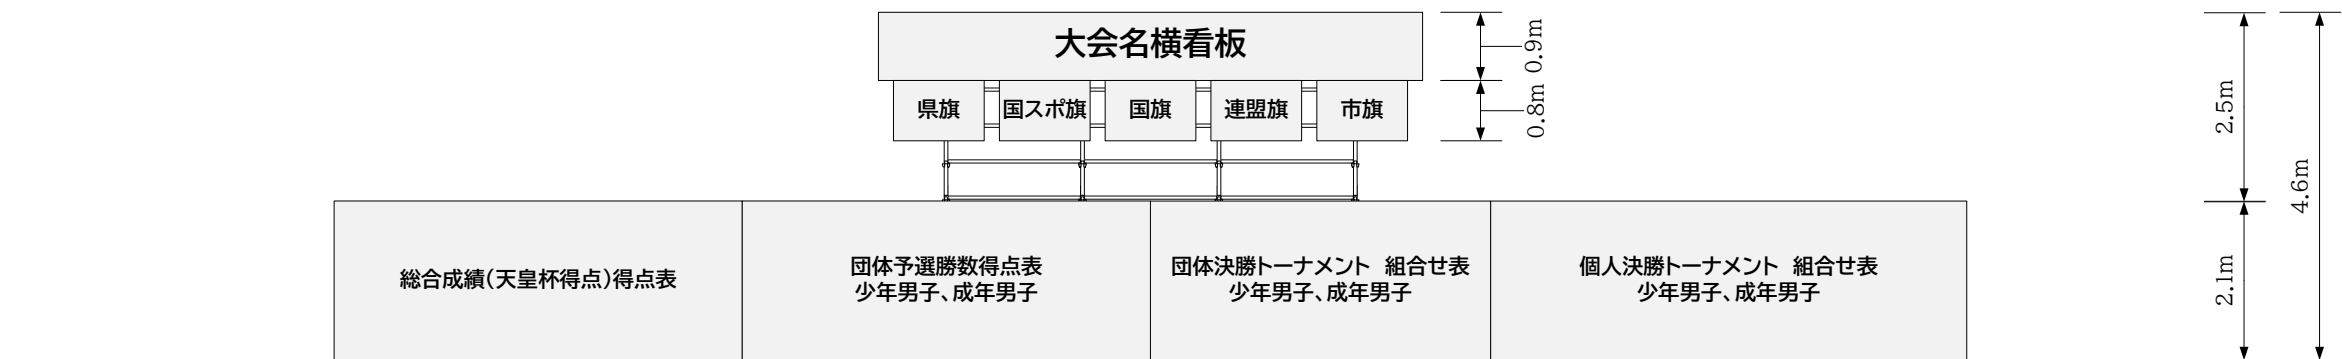 大会名横看板
県旗
国スポ旗
国旗
連盟旗
市旗
0.9m
0.8m
2.5m
4.6m
2.1m
総合成績(天皇杯得点)得点表
団体予選勝数得点表
少年男子、成年男子
団体決勝トーナメント 組合せ表
少年男子、成年男子
個人決勝トーナメント 組合せ表
少年男子、成年男子